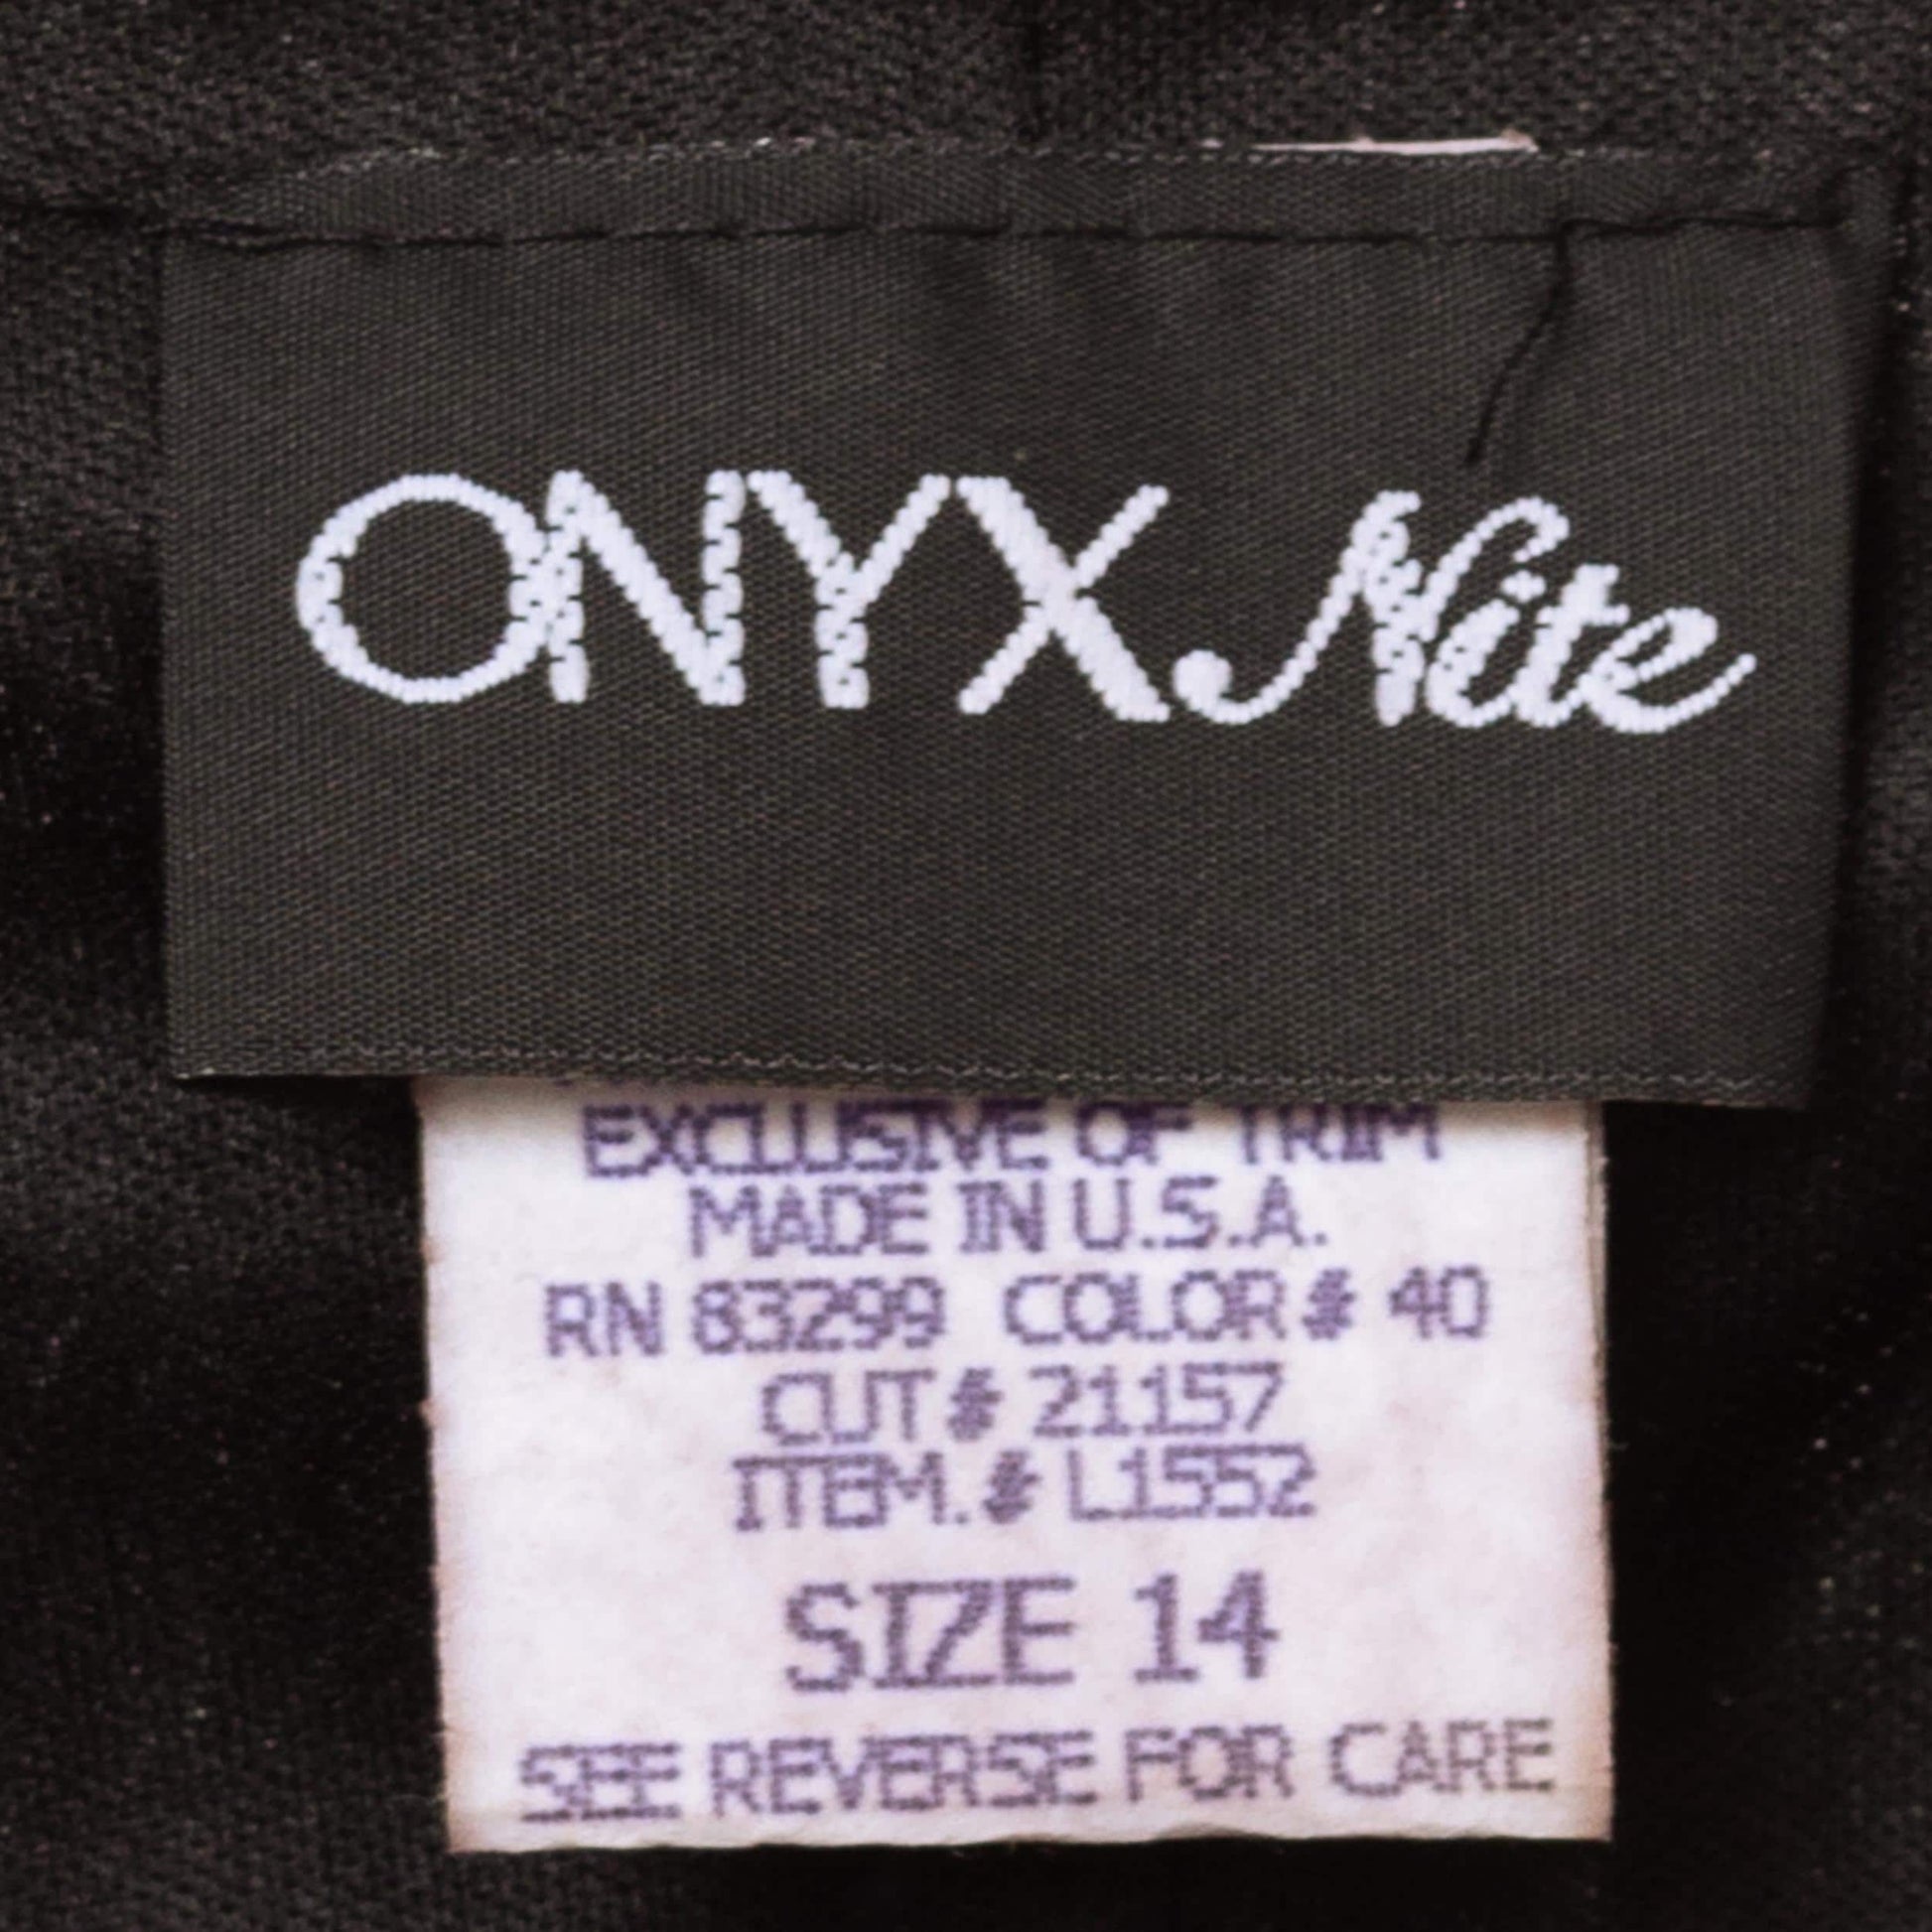 ONYX Nite
EXCLUSIVE OF TRIM
MADE IN U.S.A.
RN 83299 COLOR# 40
CUT# 21157
ITEM.# L1552
SIZE 14
SEE REVERSE FOR CARE